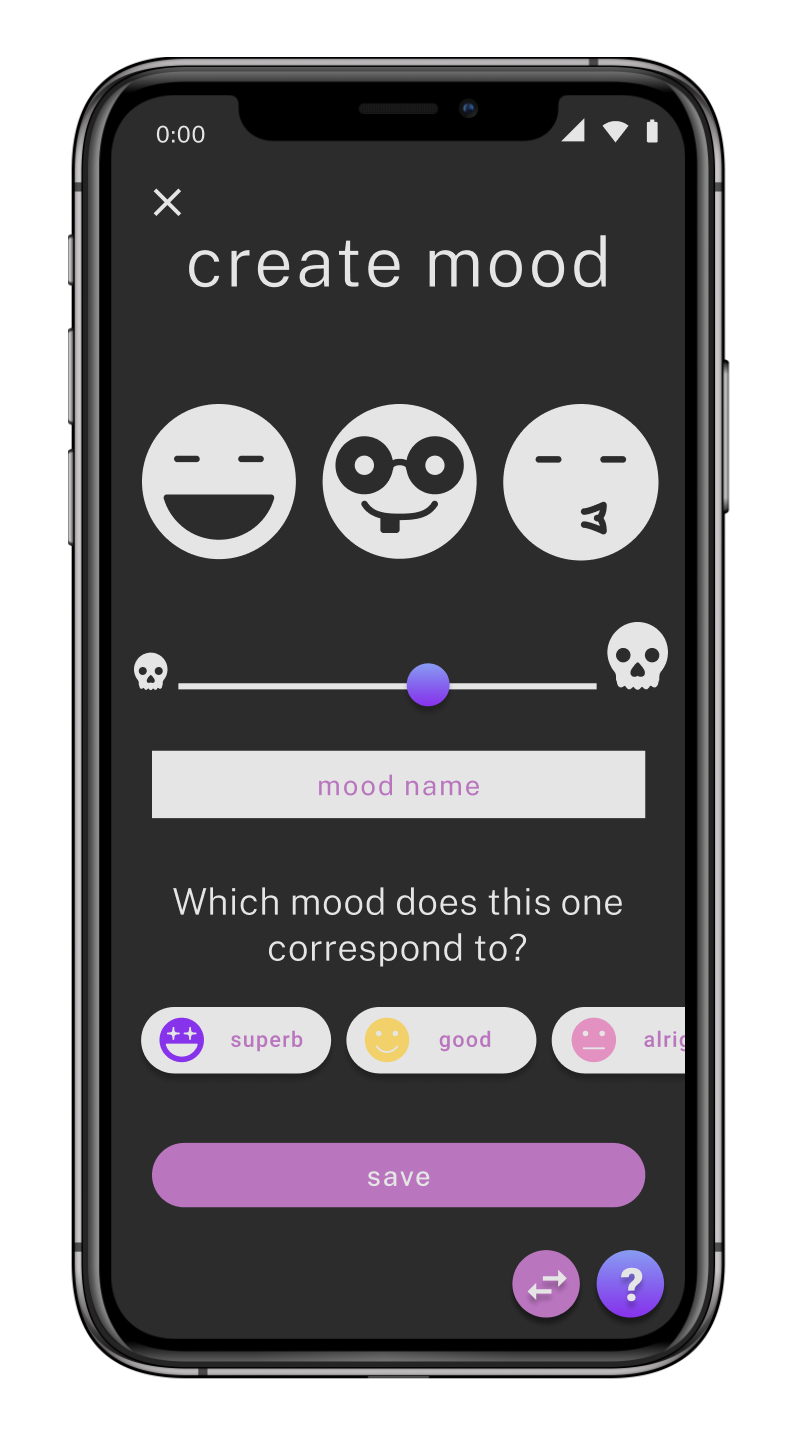 0:00
create mood
mood name
Which mood does this one
correspond to?
superb good alrig
save
?